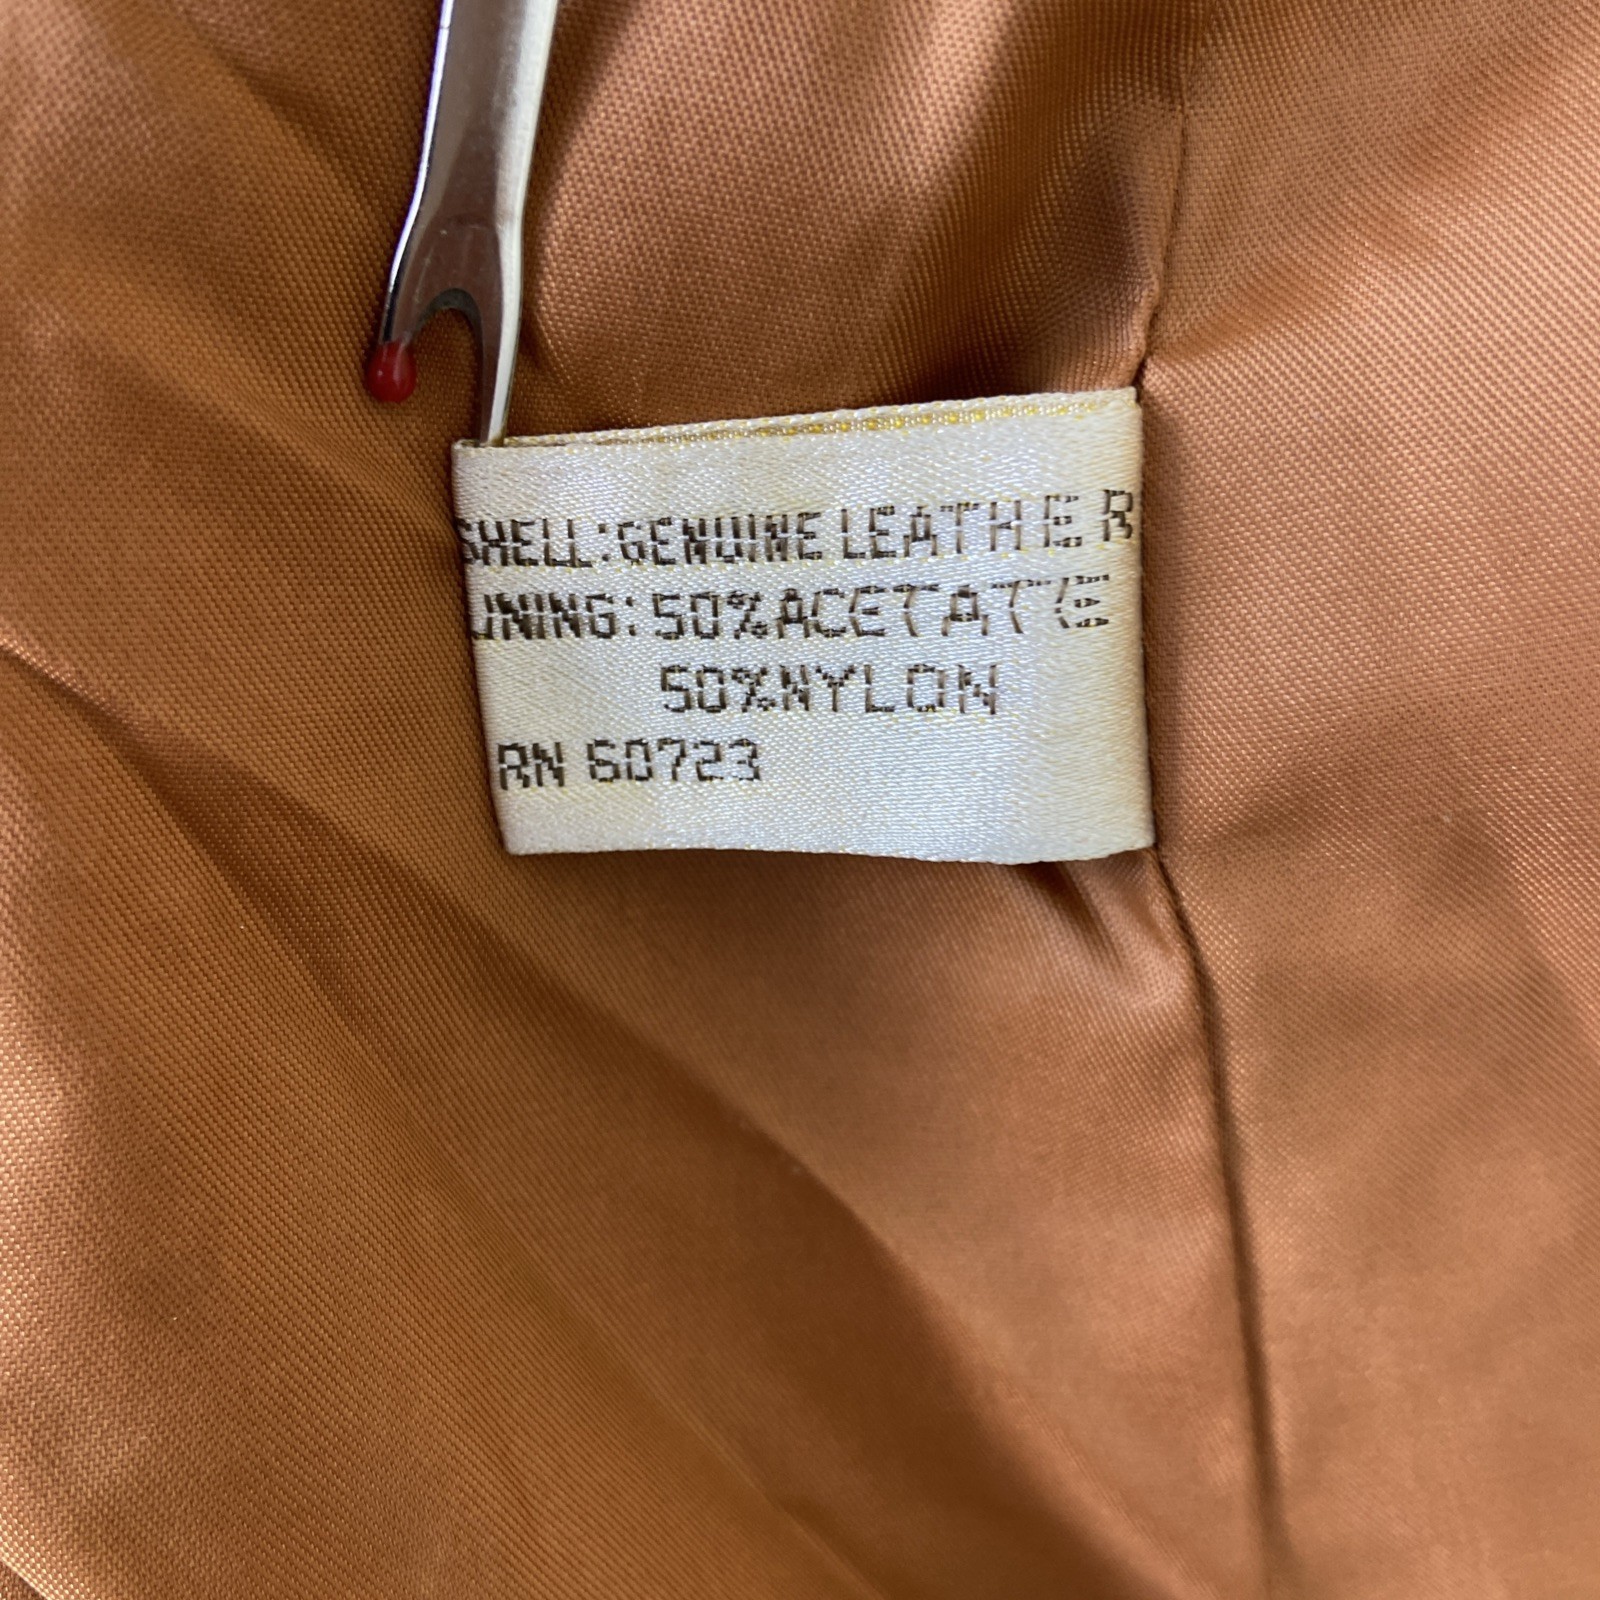 SHELL:GENUINE LEATHER
LINING:50%ACETATE
50%NYLON
RN 60723